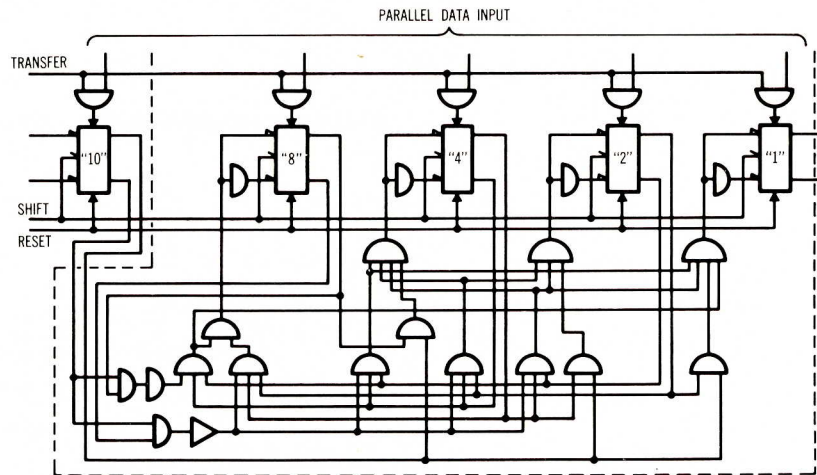 PARALLEL DATA INPUT
TRANSFER
"10" "8" "4" "2" "1"
SHIFT
RESET